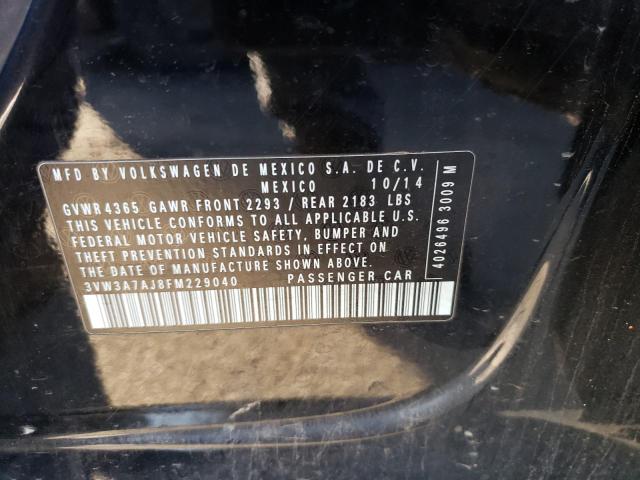 MFD BY VOLKSWAGEN DE MEXICO S.A. DE C.V.
MEXICO 10/14
GVWR 4365 GAWR FRONT 2293 / REAR 2183 LBS
THIS VEHICLE CONFORMS TO ALL APPLICABLE U.S.
FEDERAL MOTOR VEHICLE SAFETY, BUMPER AND
THEFT PREVENTION STANDARDS IN EFFECT ON
THE DATE OF MANUFACTURE SHOWN ABOVE.
3VW3A7AJ8FM229040 PASSENGER CAR
4026496 3009 M